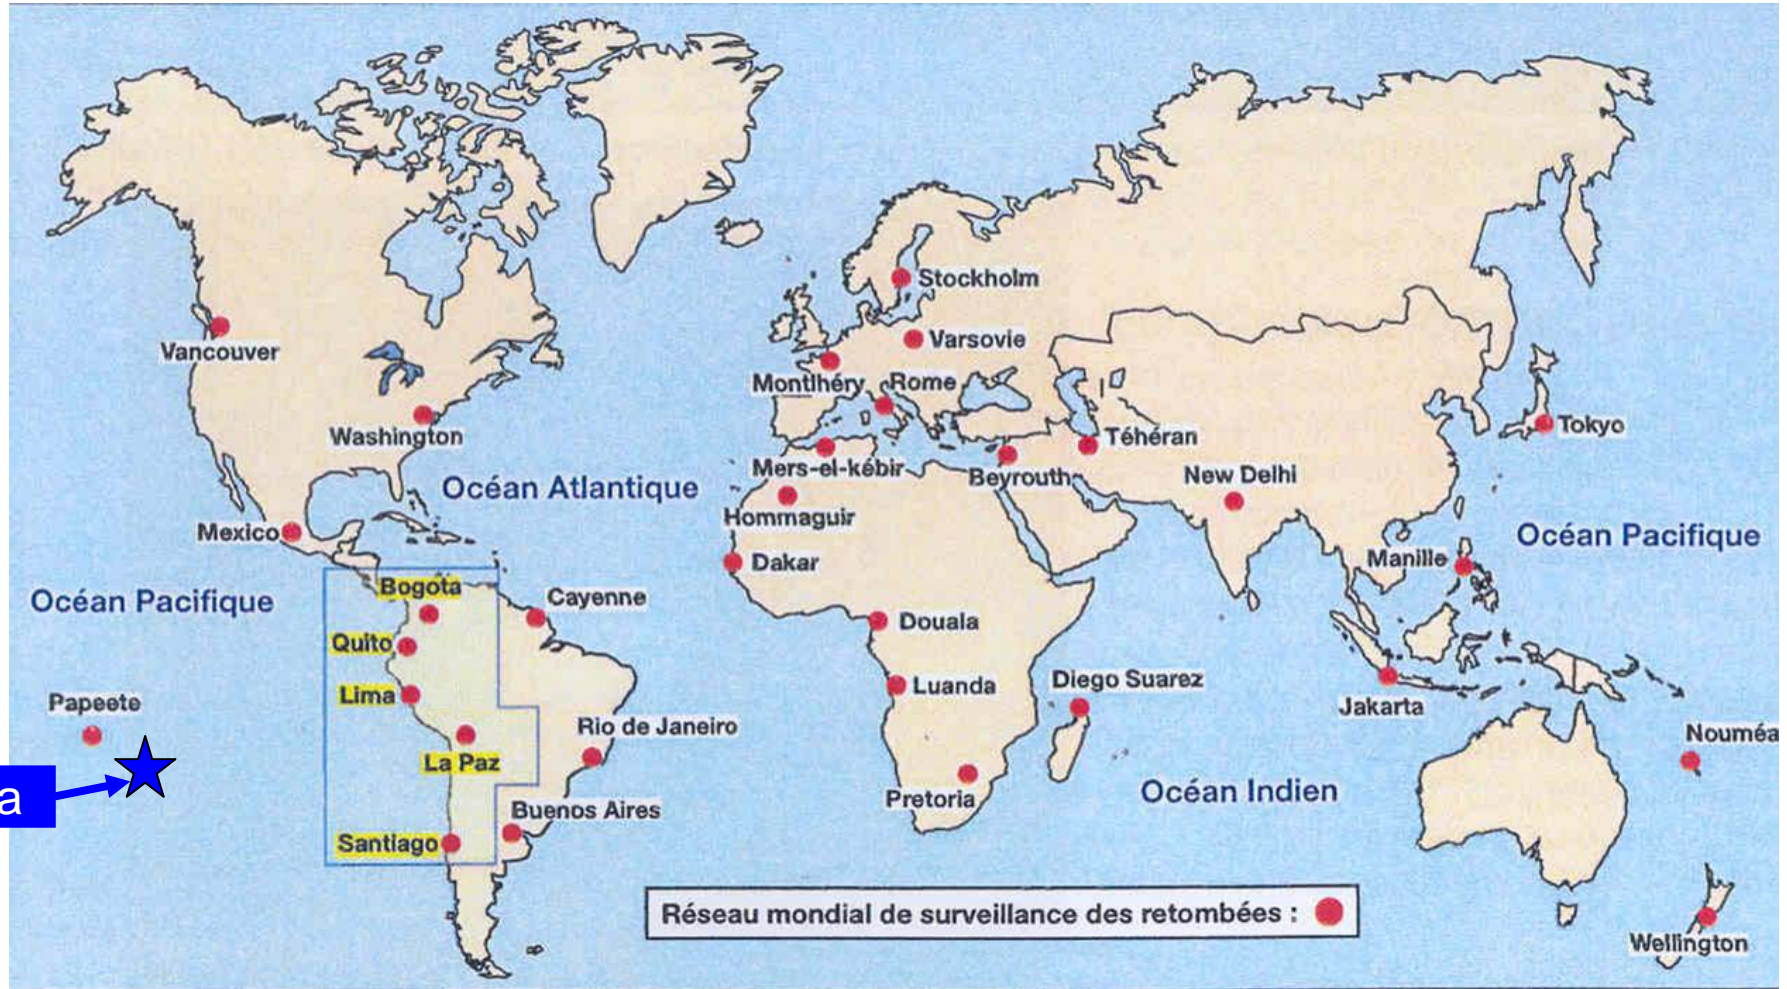 Stockholm
Varsovie
Vancouver
Montlhéry
Rome
Washington
Tokyo
Téhéran
Mers-el-kébir
Beyrouth
New Delhi
Océan Atlantique
Hommaguir
Mexico
Océan Pacifique
Manille
Dakar
Bogota
Cayenne
Océan Pacifique
Douala
Quito
Luanda
Diego Suarez
Lima
Papeete
Jakarta
Rio de Janeiro
Nouméa
La Paz
a
Pretoria
Océan Indien
Buenos Aires
Santiago
Réseau mondial de surveillance des retombées :
Wellington